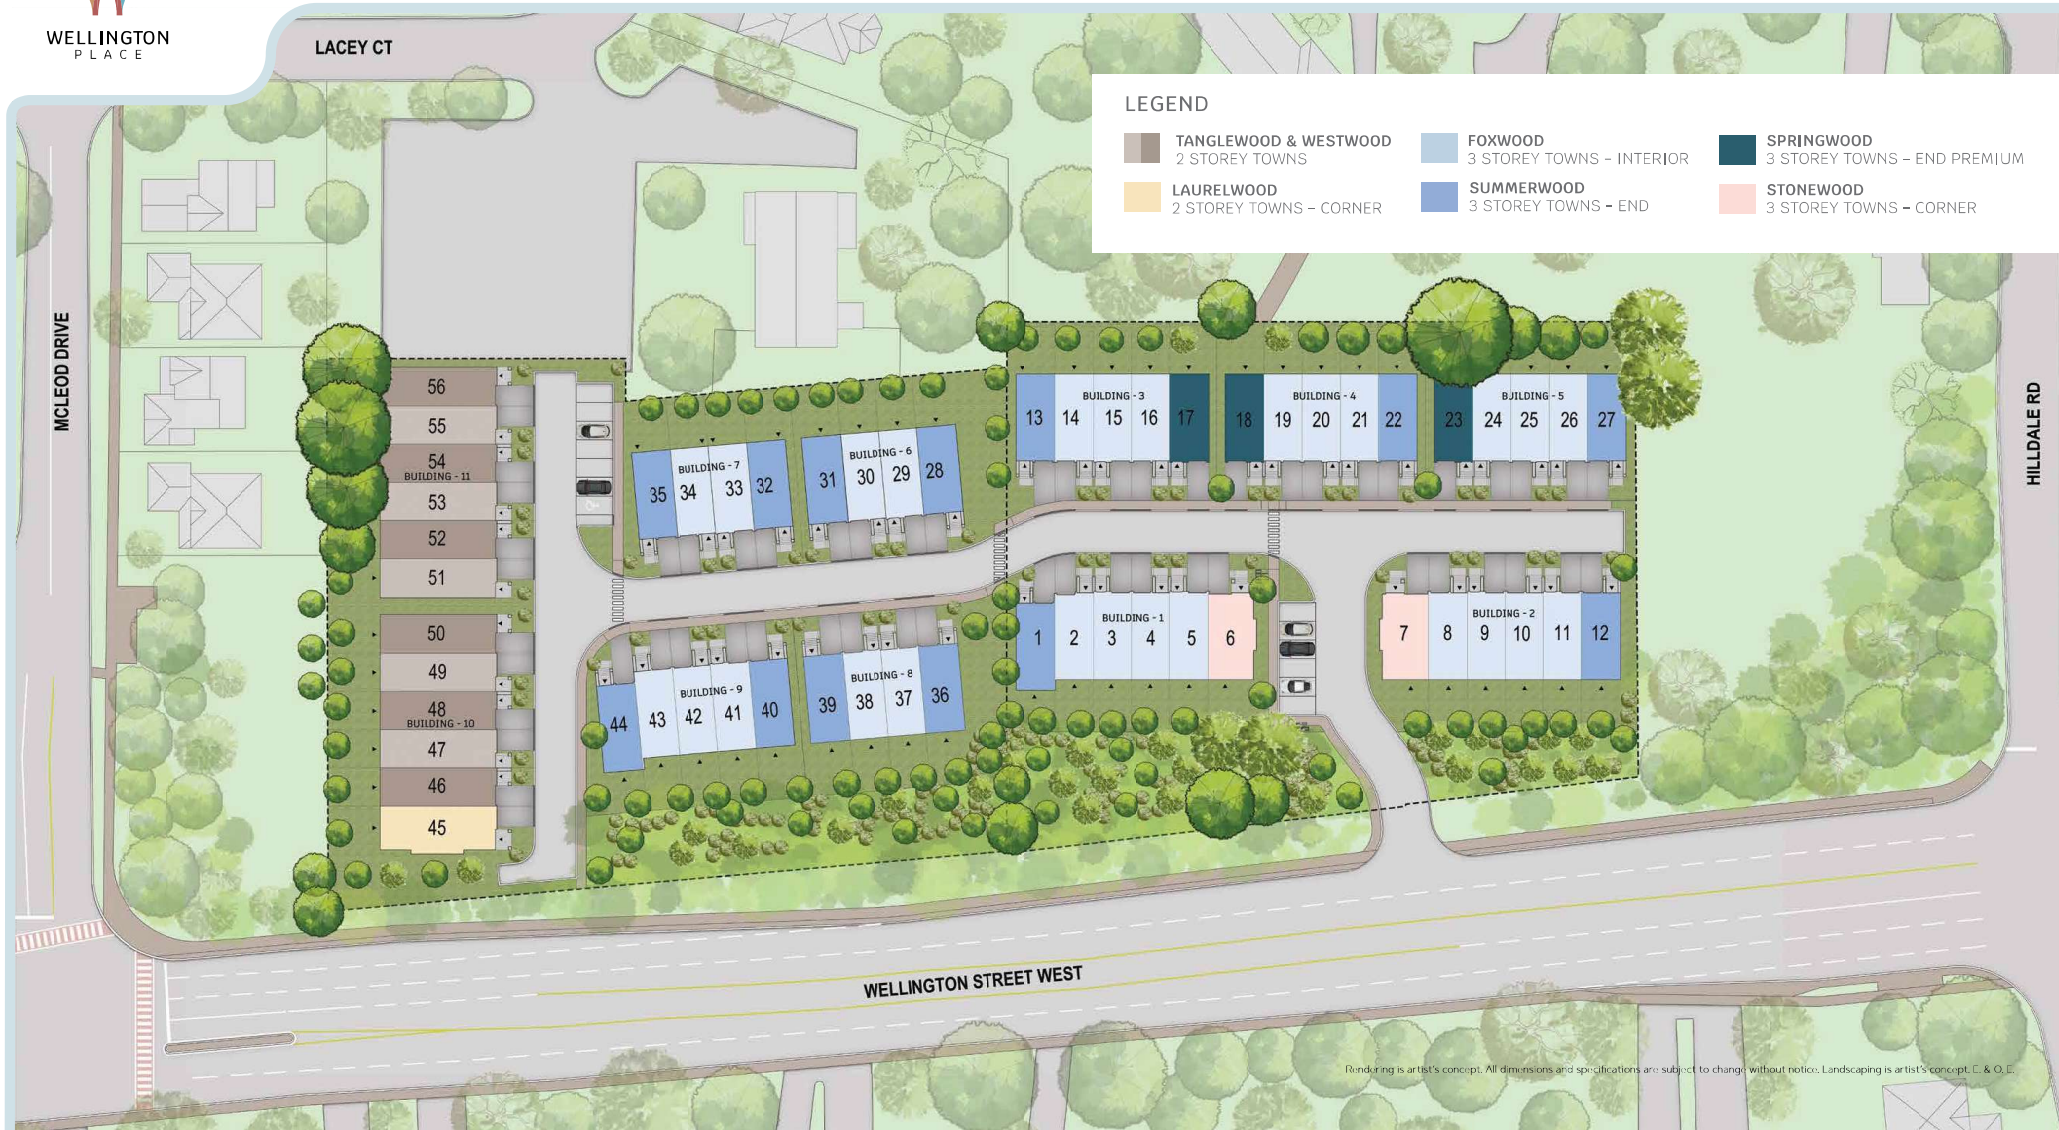 WELLINGTON
PLACE
LACEY CT
LEGEND
TANGLEWOOD & WESTWOOD
2 STOREY TOWNS
FOXWOOD
3 STOREY TOWNS – INTERIOR
SPRINGWOOD
3 STOREY TOWNS – END PREMIUM
LAURELWOOD
2 STOREY TOWNS – CORNER
SUMMERWOOD
3 STOREY TOWNS – END
STONEWOOD
3 STOREY TOWNS – CORNER
MCLEOD DRIVE
HILLDALE RD
56
55
54
BUILDING - 11
53
52
51
50
49
48
BUILDING - 10
47
46
45
BUILDING - 7
35 34 33 32
BUILDING - 6
31 30 29 28
BUILDING - 3
13 14 15 16 17
BUILDING - 4
18 19 20 21 22
BUILDING - 5
23 24 25 26 27
BUILDING - 9
44 43 42 41 40
BUILDING - 8
39 38 37 36
BUILDING - 1
1 2 3 4 5 6
BUILDING - 2
7 8 9 10 11 12
WELLINGTON STREET WEST
Rendering is artist's concept. All dimensions and specifications are subject to change without notice. Landscaping is artist's concept. E. & O. E.